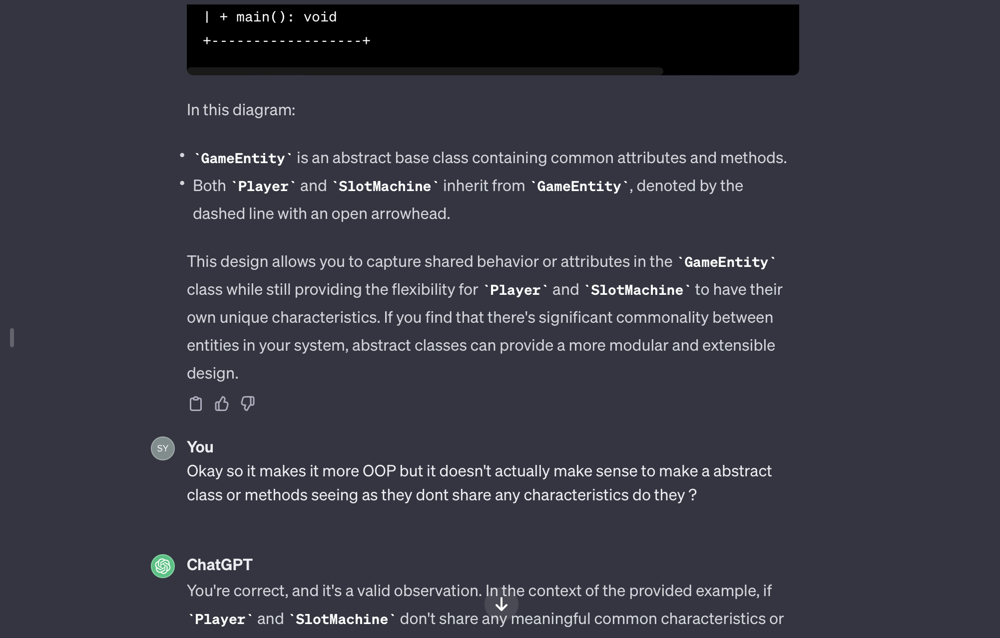 | + main(): void
+------------------+
In this diagram:
• `GameEntity` is an abstract base class containing common attributes and methods.
• Both `Player` and `SlotMachine` inherit from `GameEntity`, denoted by the
dashed line with an open arrowhead.
This design allows you to capture shared behavior or attributes in the `GameEntity`
class while still providing the flexibility for `Player` and `SlotMachine` to have their
own unique characteristics. If you find that there's significant commonality between
entities in your system, abstract classes can provide a more modular and extensible
design.
SY You
Okay so it makes it more OOP but it doesn't actually make sense to make a abstract
class or methods seeing as they dont share any characteristics do they ?
ChatGPT
You're correct, and it's a valid observation. In the context of the provided example, if
`Player` and `SlotMachine` don't share any meaningful common characteristics or